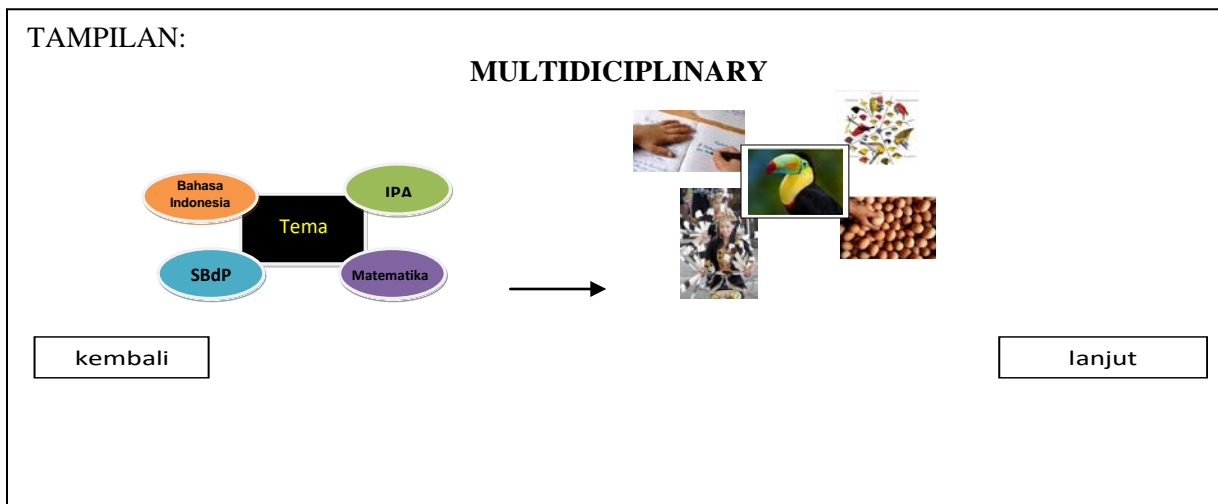 TAMPILAN:
MULTIDICIPLINARY
Bahasa
Indonesia
IPA
Tema
SBdP
Matematika
kembali
lanjut